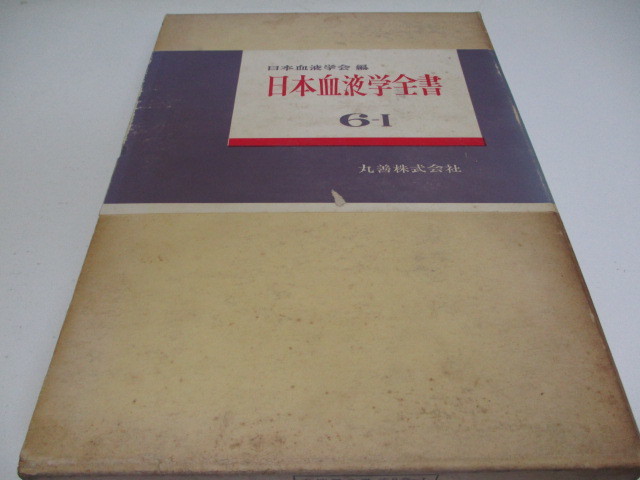 日本血液学会 編
日本血液学全書
6-I
丸善株式会社